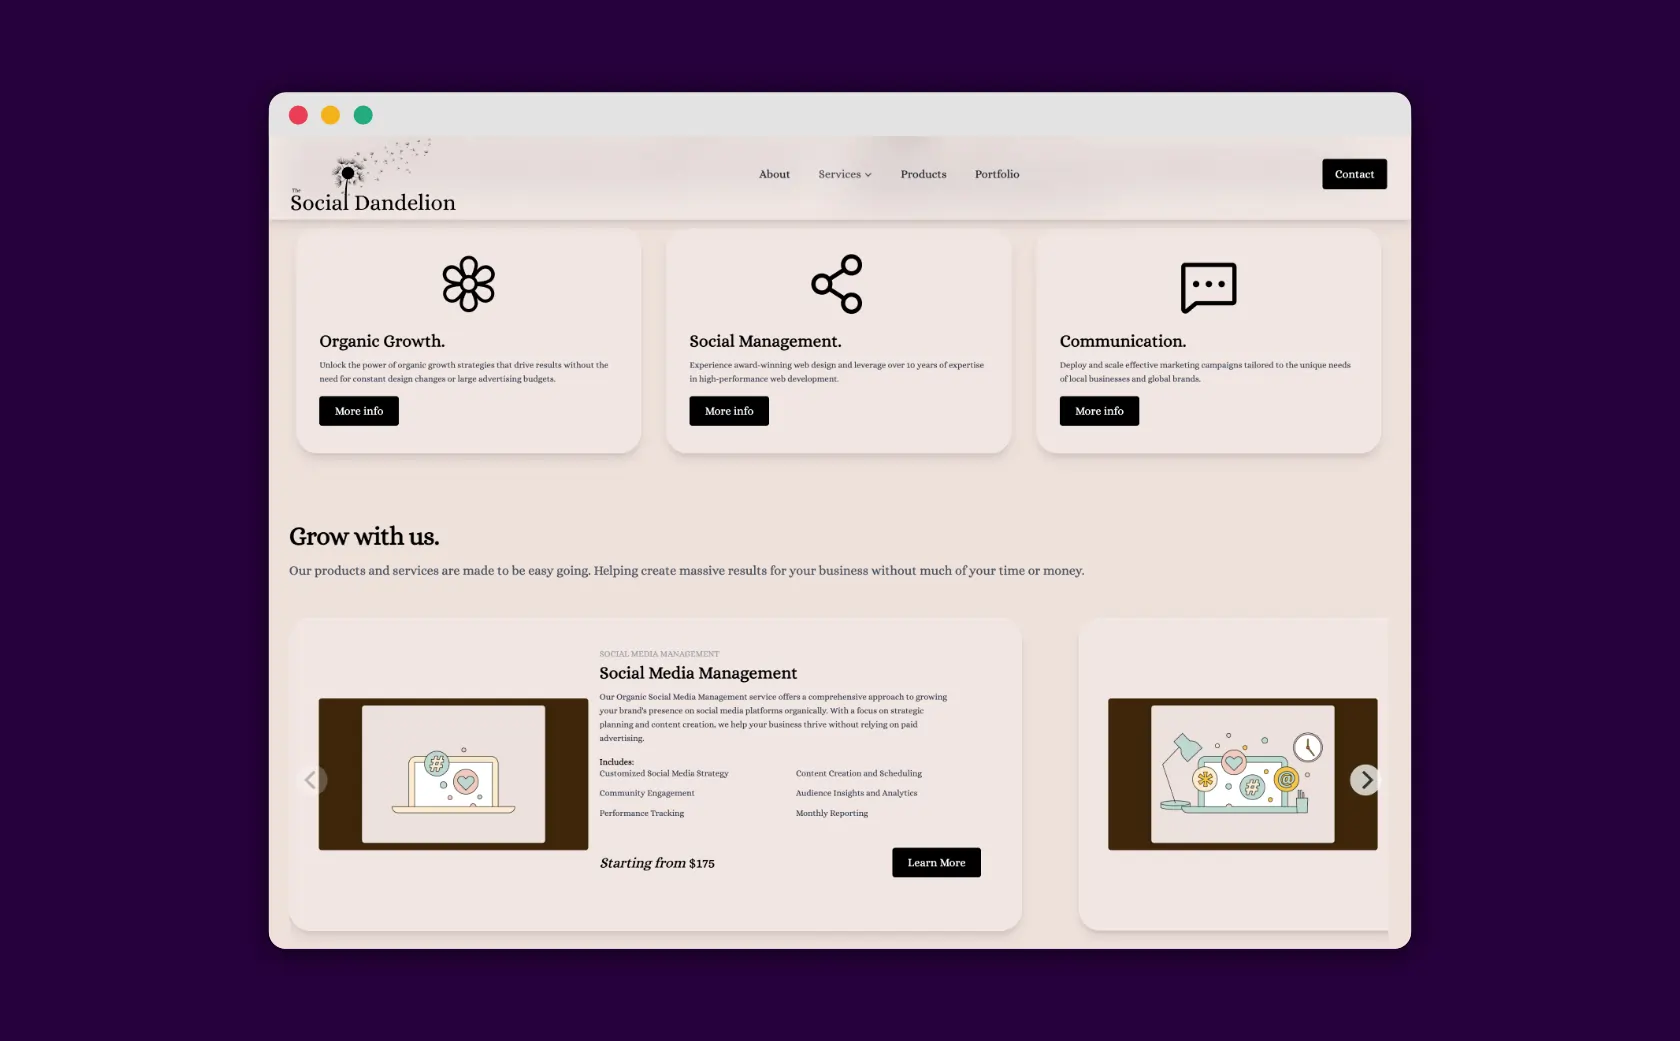 The
Social Dandelion
About
Services
Products
Portfolio
Contact
Organic Growth.
Unlock the power of organic growth strategies that drive results without the
need for constant design changes or large advertising budgets.
More info
Social Management.
Experience award-winning web design and leverage over 10 years of expertise
in high-performance web development.
More info
Communication.
Deploy and scale effective marketing campaigns tailored to the unique needs
of local businesses and global brands.
More info
Grow with us.
Our products and services are made to be easy going. Helping create massive results for your business without much of your time or money.
#
SOCIAL MEDIA MANAGEMENT
Social Media Management
Our Organic Social Media Management service offers a comprehensive approach to growing
your brand's presence on social media platforms organically. With a focus on strategic
planning and content creation, we help your business thrive without relying on paid
advertising.
Includes:
Customized Social Media Strategy
Content Creation and Scheduling
Community Engagement
Audience Insights and Analytics
Performance Tracking
Monthly Reporting
Starting from $175
Learn More
* # @